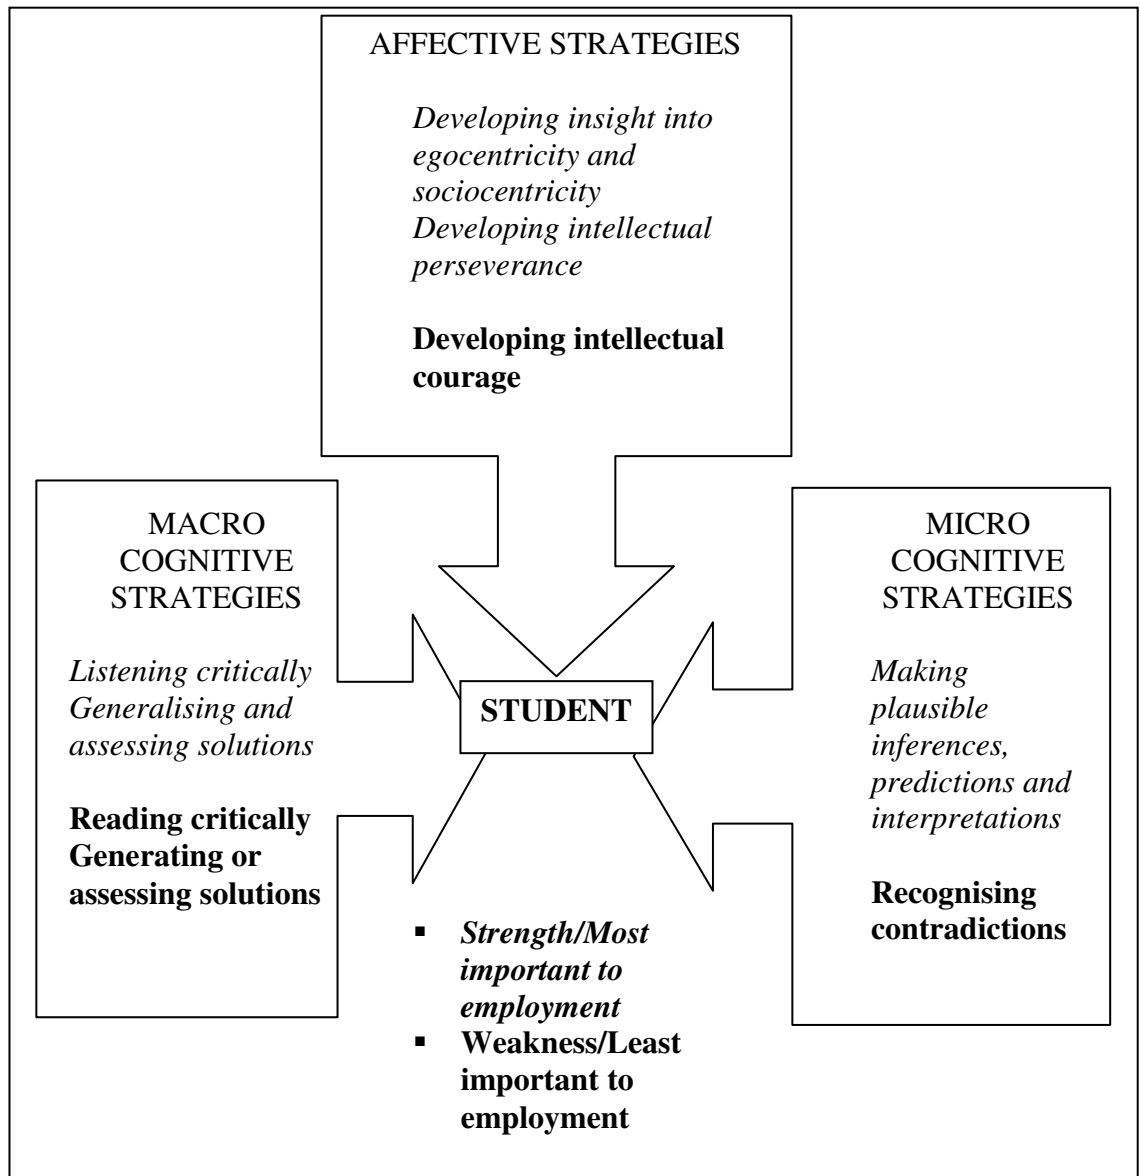 AFFECTIVE STRATEGIES
Developing insight into
egocentricity and
sociocentricity
Developing intellectual
perseverance
Developing intellectual
courage
MACRO
COGNITIVE
STRATEGIES
Listening critically
Generalising and
assessing solutions
Reading critically
Generating or
assessing solutions
STUDENT
MICRO
COGNITIVE
STRATEGIES
Making
plausible
inferences,
predictions and
interpretations
Recognising
contradictions
▪ Strength/Most
important to
employment
▪ Weakness/Least
important to
employment